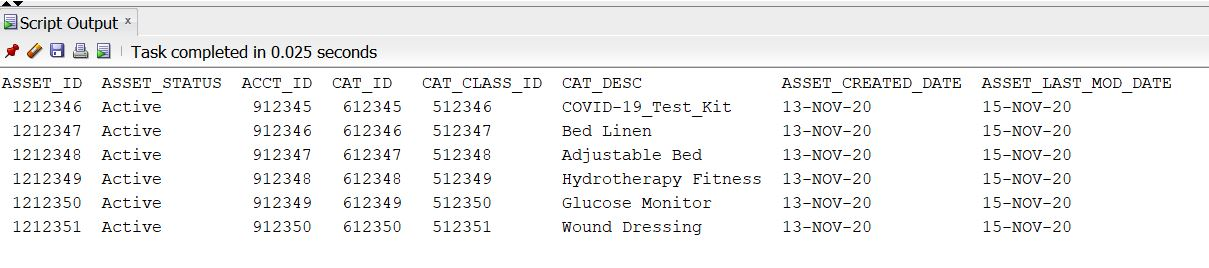 Script Output x
Task completed in 0.025 seconds
ASSET_ID ASSET_STATUS ACCT_ID CAT_ID CAT_CLASS_ID CAT_DESC ASSET_CREATED_DATE ASSET_LAST_MOD_DATE
1212346 Active 912345 612345 512346 COVID-19_Test_Kit 13-NOV-20 15-NOV-20
1212347 Active 912346 612346 512347 Bed Linen 13-NOV-20 15-NOV-20
1212348 Active 912347 612347 512348 Adjustable Bed 13-NOV-20 15-NOV-20
1212349 Active 912348 612348 512349 Hydrotherapy Fitness 13-NOV-20 15-NOV-20
1212350 Active 912349 612349 512350 Glucose Monitor 13-NOV-20 15-NOV-20
1212351 Active 912350 612350 512351 Wound Dressing 13-NOV-20 15-NOV-20